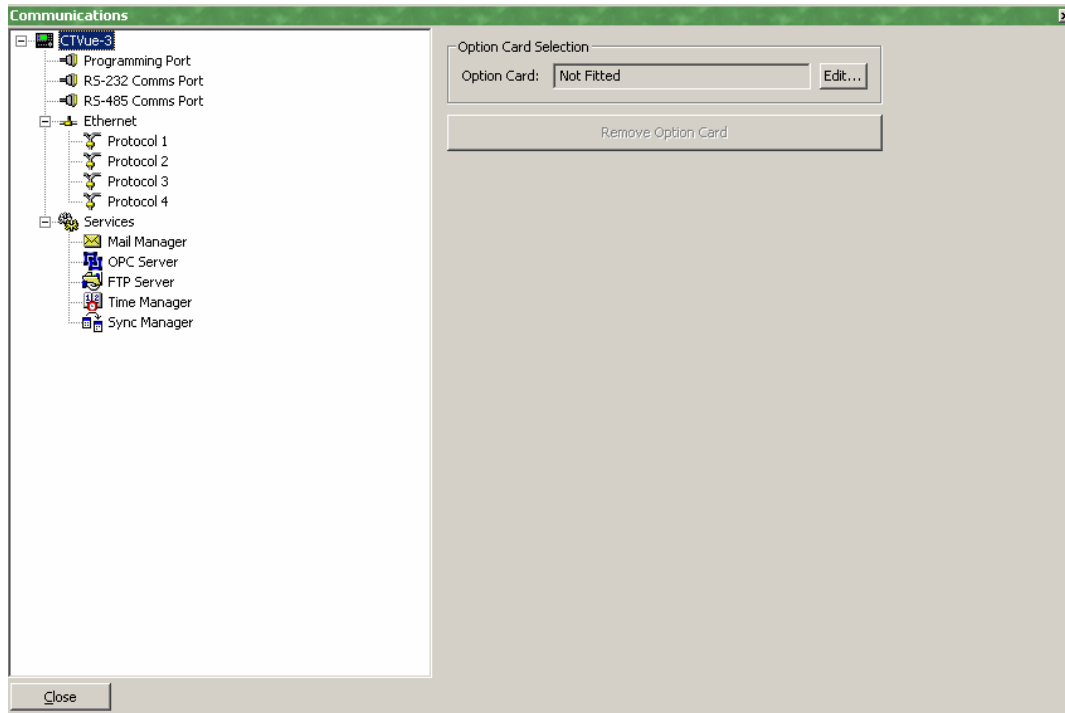 Communications
CTVue-3
Programming Port
RS-232 Comms Port
RS-485 Comms Port
Ethernet
Protocol 1
Protocol 2
Protocol 3
Protocol 4
Services
Mail Manager
OPC Server
FTP Server
Time Manager
Sync Manager
Option Card Selection
Option Card: Not Fitted Edit...
Remove Option Card
Close